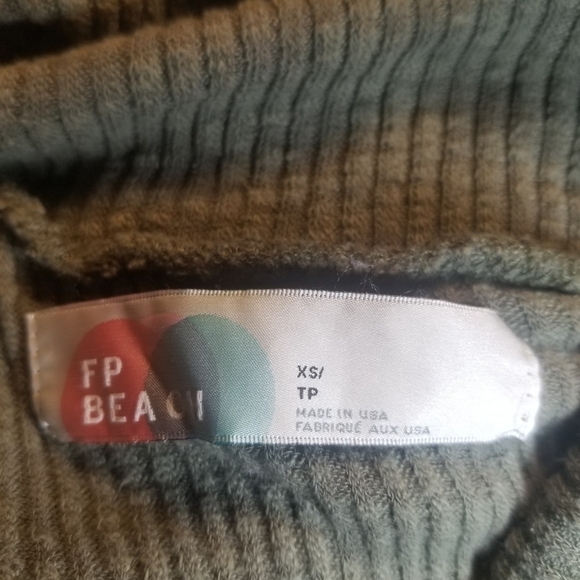 FP
BEACH
XS/
TP
MADE IN USA
FABRIQUÉ AUX USA